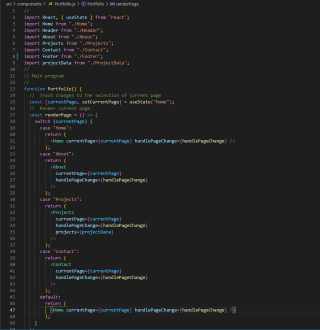 src > components > Portfolio.js > Portfolio > renderPage
1 //
2 import React, { useState } from "react";
3 import Home from "./Home";
4 import Header from "./Header";
5 import About from "./About";
6 import Projects from "./Projects";
7 import Contact from "./Contact";
8 import Footer from "./Footer";
9 import projectData from "./ProjectData";
10 //
11 // Main program
12 //
13 function Portfolio() {
14 // Track changes to the selection of current page
15 const [currentPage, setCurrentPage] = useState("Home");
16 // Render current page
17 const renderPage = () => {
18 switch (currentPage) {
19 case "Home":
20 return (
21 <Home currentPage={currentPage} handlePageChange={handlePageChange} />
22 );
23 case "About":
24 return (
25 <About
26 currentPage={currentPage}
27 handlePageChange={handlePageChange}
28 />
29 );
30 case "Projects":
31 return (
32 <Projects
33 currentPage={currentPage}
34 handlePageChange={handlePageChange}
35 projects={projectData}
36 />
37 );
38 case "Contact":
39 return (
40 <Contact
41 currentPage={currentPage}
42 handlePageChange={handlePageChange}
43 />
44 );
45 default:
46 return (
47 <Home currentPage={currentPage} handlePageChange={handlePageChange} />
48 );
49 }